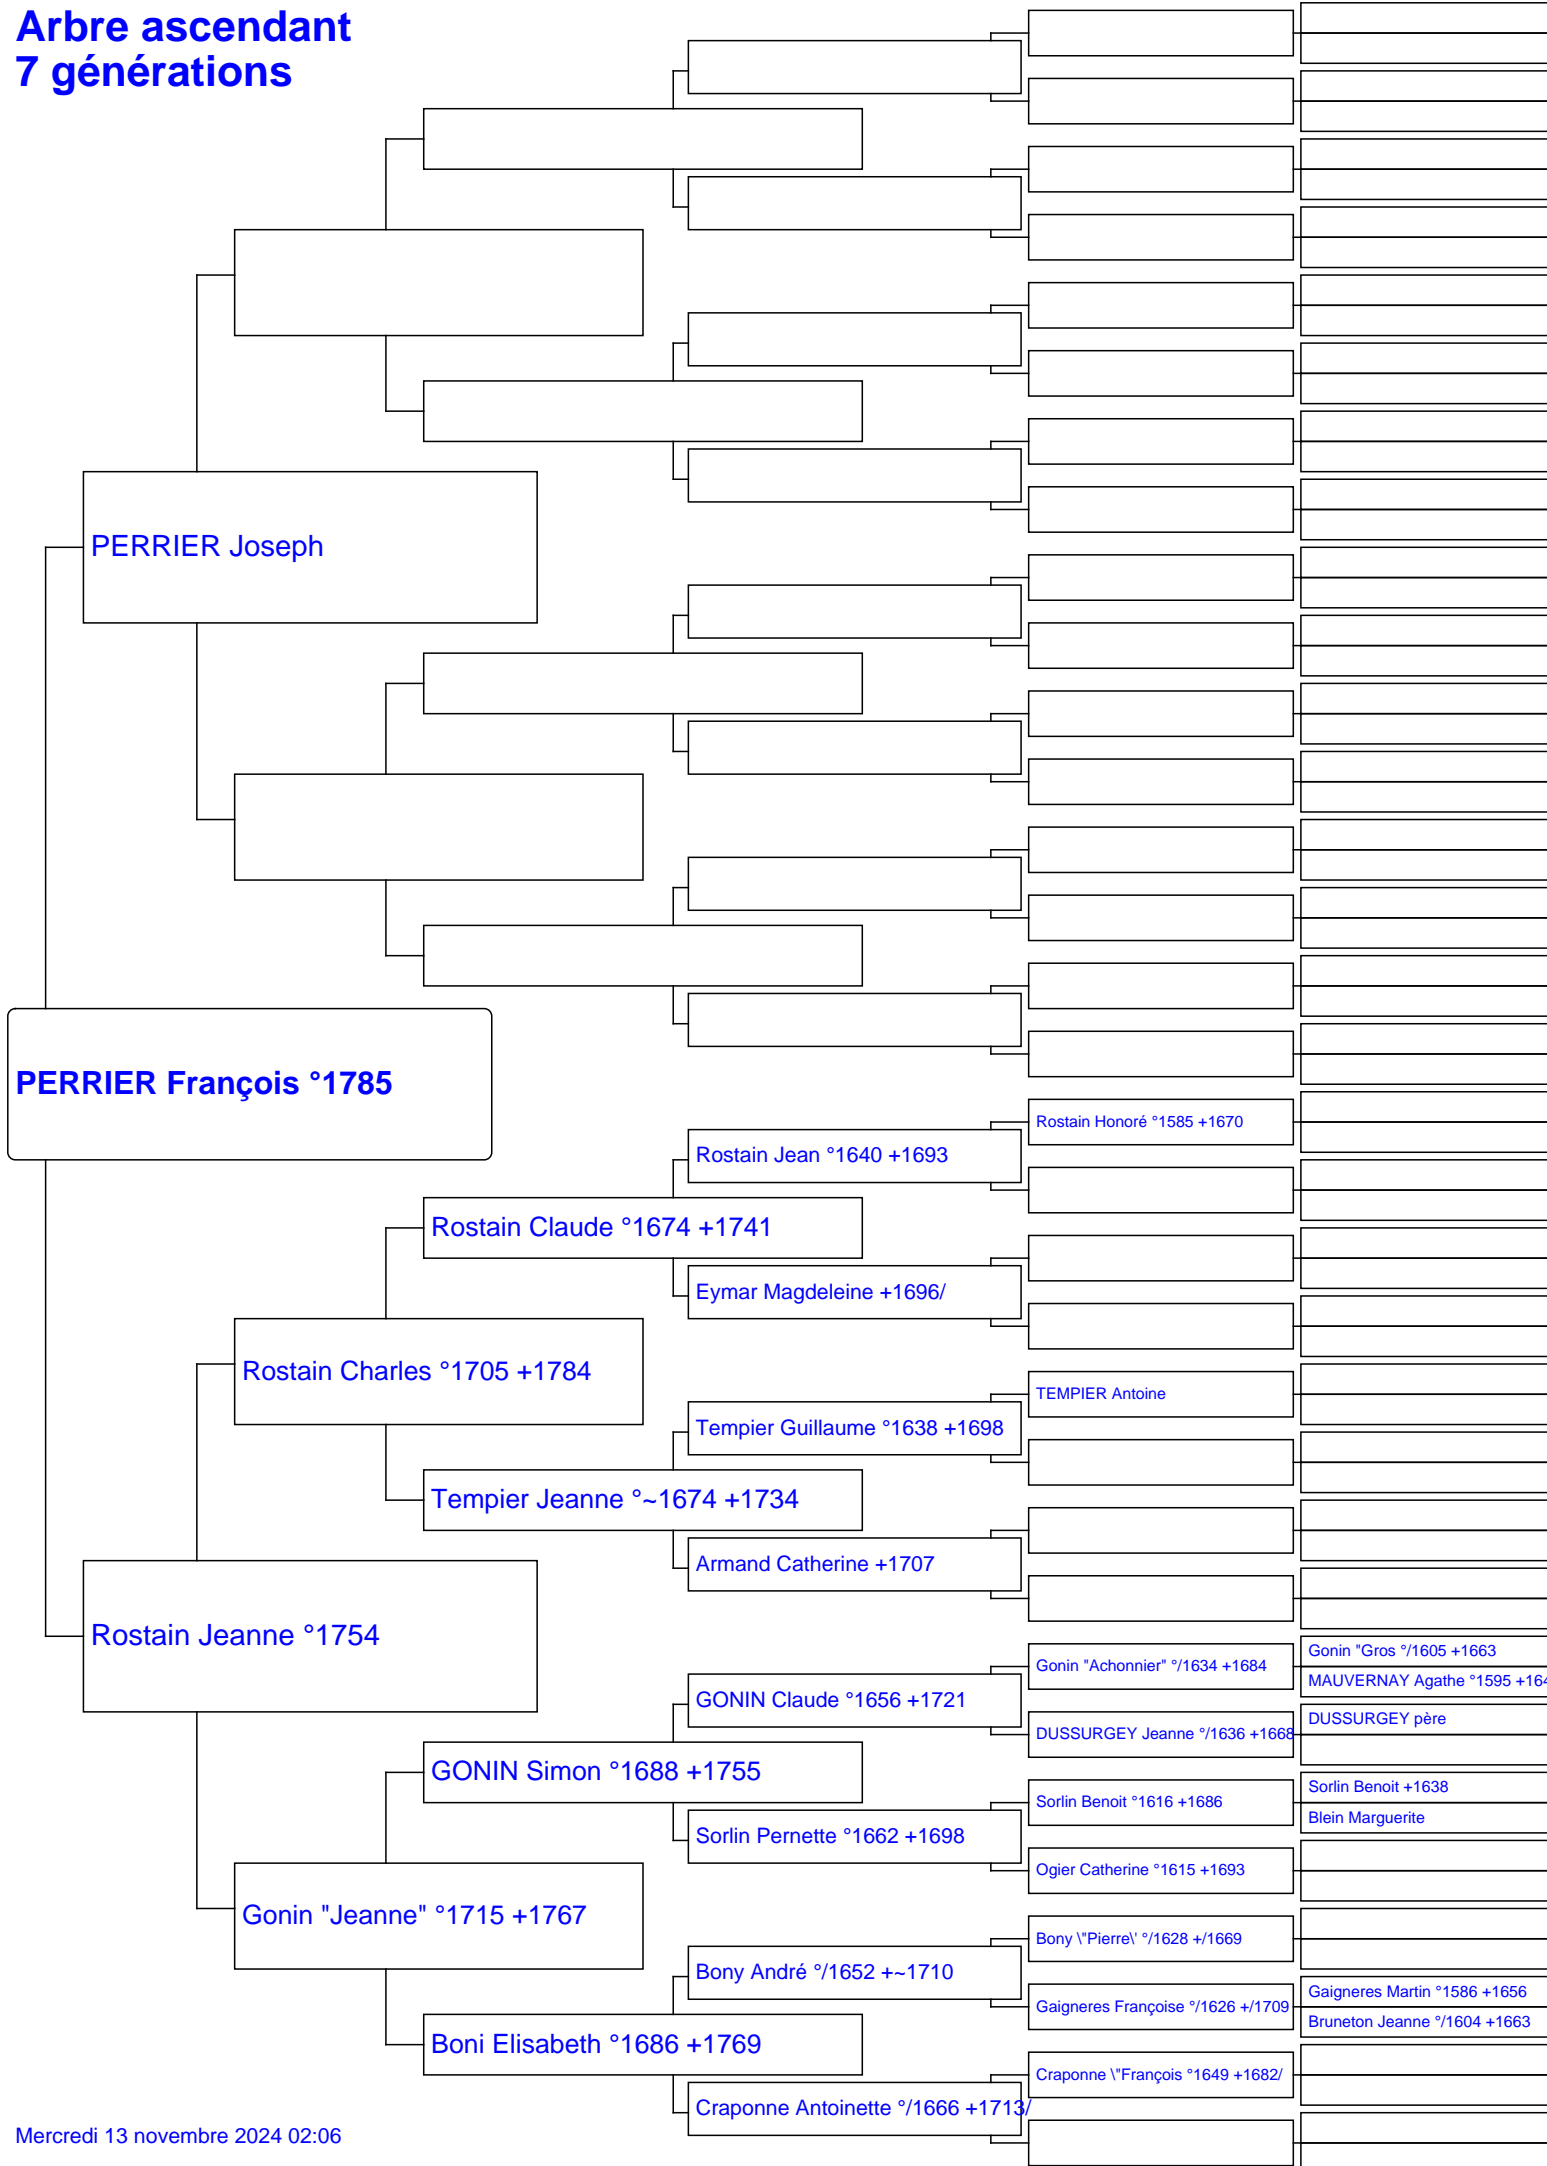 Arbre ascendant
7 générations
PERRIER Joseph
PERRIER François °1785
Rostain Honoré °1585 +1670
Rostain Jean °1640 +1693
Rostain Claude °1674 +1741
Eymar Magdeleine +1696/
Rostain Charles °1705 +1784
TEMPIER Antoine
Tempier Guillaume °1638 +1698
Tempier Jeanne °~1674 +1734
Armand Catherine +1707
Rostain Jeanne °1754
Gonin "Gros °/1605 +1663
Gonin "Achonnier" °/1634 +1684
MAUVERNAY Agathe °1595 +164
GONIN Claude °1656 +1721
DUSSURGEY père
DUSSURGEY Jeanne °/1636 +1668
GONIN Simon °1688 +1755
Sorlin Benoit +1638
Sorlin Benoit °1616 +1686
Blein Marguerite
Sorlin Pernette °1662 +1698
Ogier Catherine °1615 +1693
Gonin "Jeanne" °1715 +1767
Bony \"Pierre\' °/1628 +/1669
Bony André °/1652 +~1710
Gaigneres Martin °1586 +1656
Gaigneres Françoise °/1626 +/1709
Bruneton Jeanne °/1604 +1663
Boni Elisabeth °1686 +1769
Craponne \"François °1649 +1682/
Craponne Antoinette °/1666 +1713/
Mercredi 13 novembre 2024 02:06